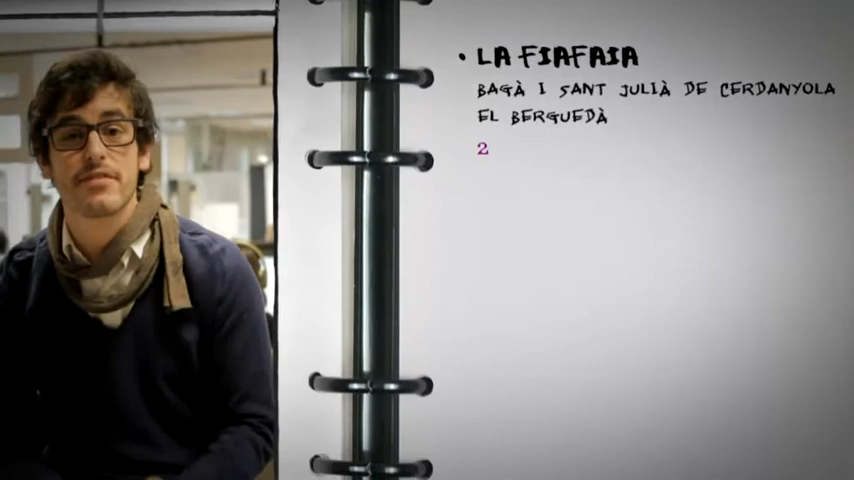 • LA FIAFAIA
BAGÀ I SANT JULIÀ DE CERDANYOLA
EL BERGUEDÀ
2